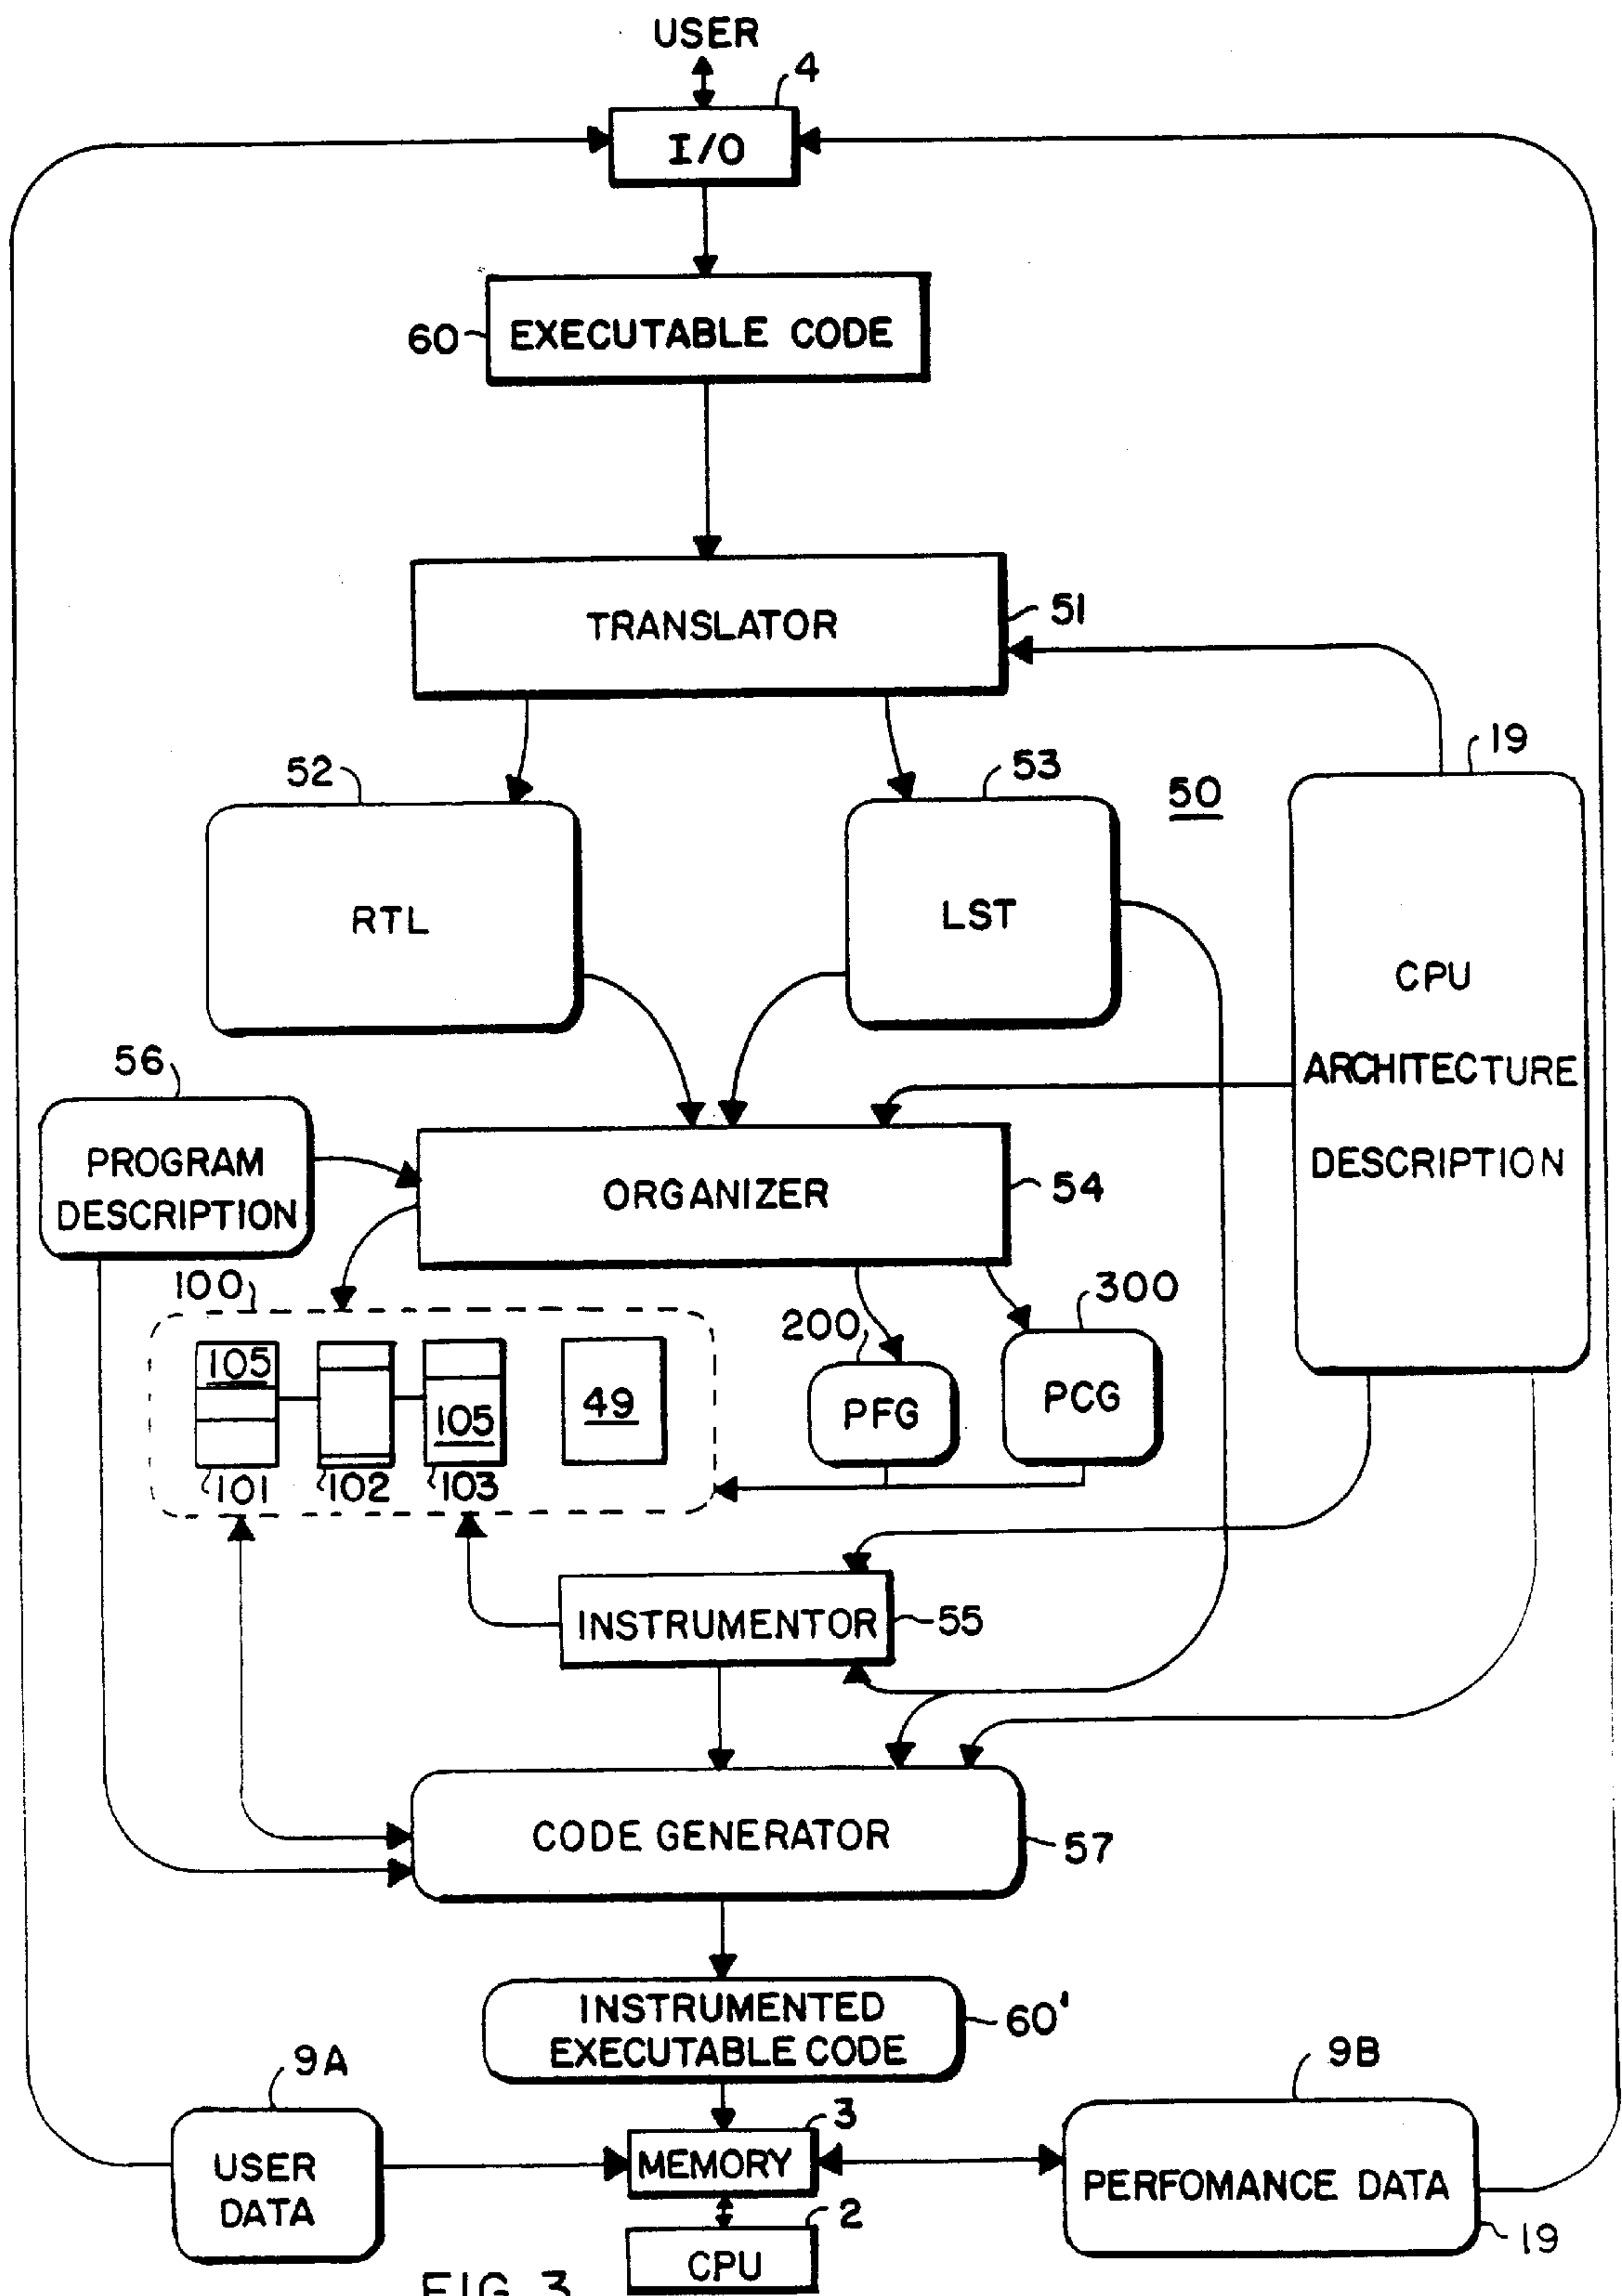 USER
4
I/O
60
EXECUTABLE CODE
TRANSLATOR
51
52
53
50
19
RTL
LST
CPU
ARCHITECTURE
DESCRIPTION
56
PROGRAM
DESCRIPTION
ORGANIZER
54
100
200
300
105
105
49
PFG
PCG
101
102
103
INSTRUMENTOR
55
CODE GENERATOR
57
INSTRUMENTED
EXECUTABLE CODE
60'
9A
3
9B
USER
DATA
MEMORY
PERFOMANCE DATA
2
19
CPU
FIG. 3